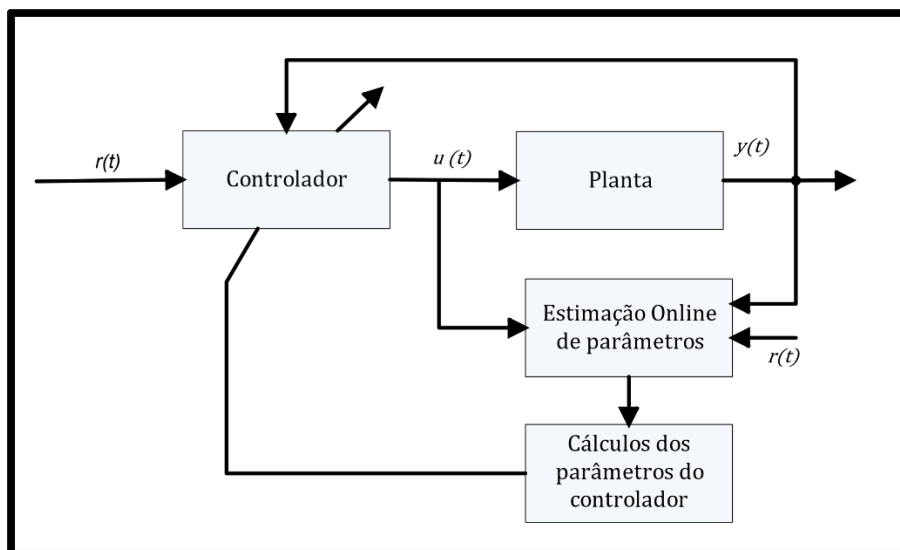 r(t)
Controlador
u (t)
Planta
y(t)
Estimação Online
de parâmetros
r(t)
Cálculos dos
parâmetros do
controlador